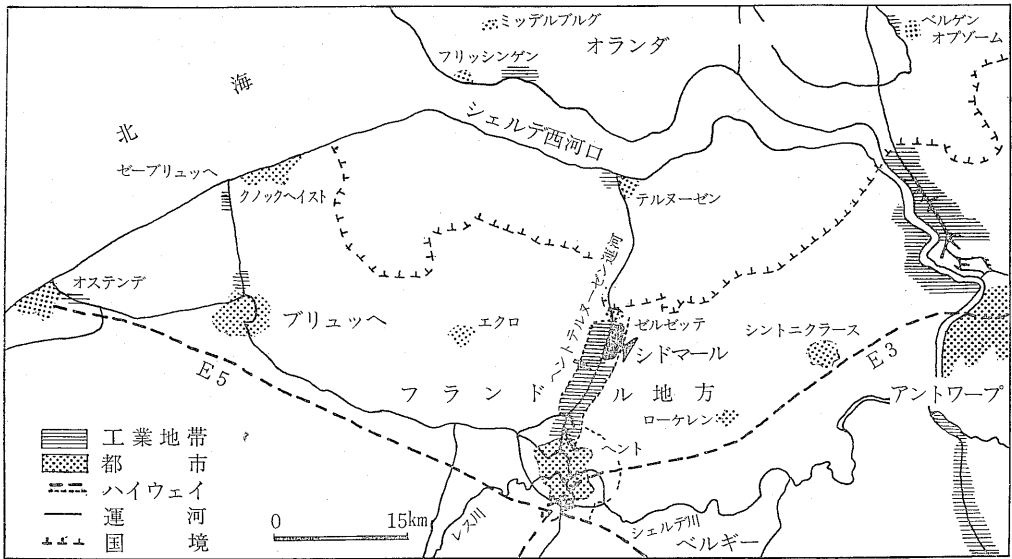 ミッデルブルグ
オランダ
ベルゲン
オプゾーム
フリッシンゲン
北海
シェルデ西河口
ゼーブリュッヘ
クノックヘイスト
テルヌーゼン
ヘントテルヌーゼン運河
オステンデ
ブリュッヘ
エクロ
ゼルゼッテ
シドマール
シントニクラース
E5
E3
フランドル地方
アントワープ
ローケレン
ヘント
工業地帯
都市
ハイウェイ
運河
国境
0 15km
レス川
シェルデ川
ベルギー